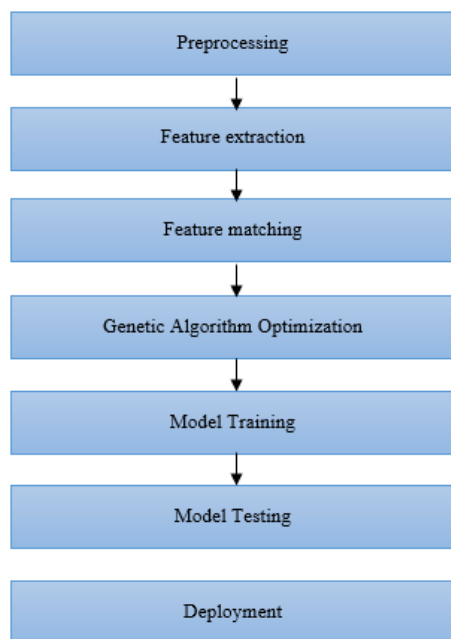 Preprocessing
Feature extraction
Feature matching
Genetic Algorithm Optimization
Model Training
Model Testing
Deployment